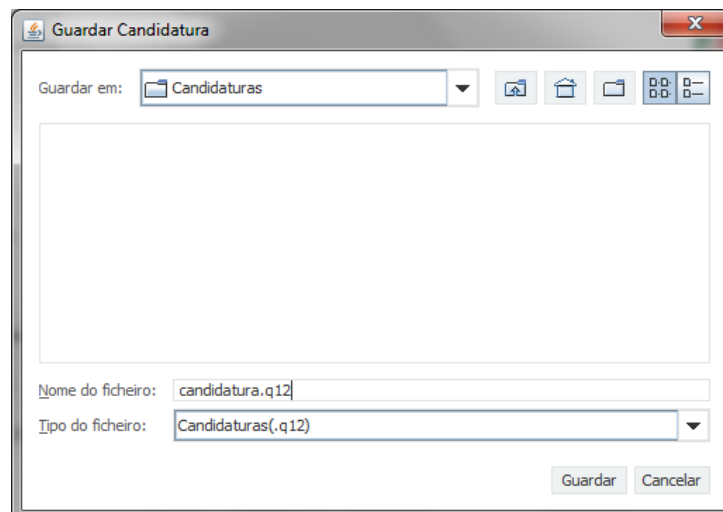 Guardar Candidatura
Guardar em: Candidaturas
Nome do ficheiro: candidatura.q12
Tipo do ficheiro: Candidaturas(.q12)
Guardar Cancelar